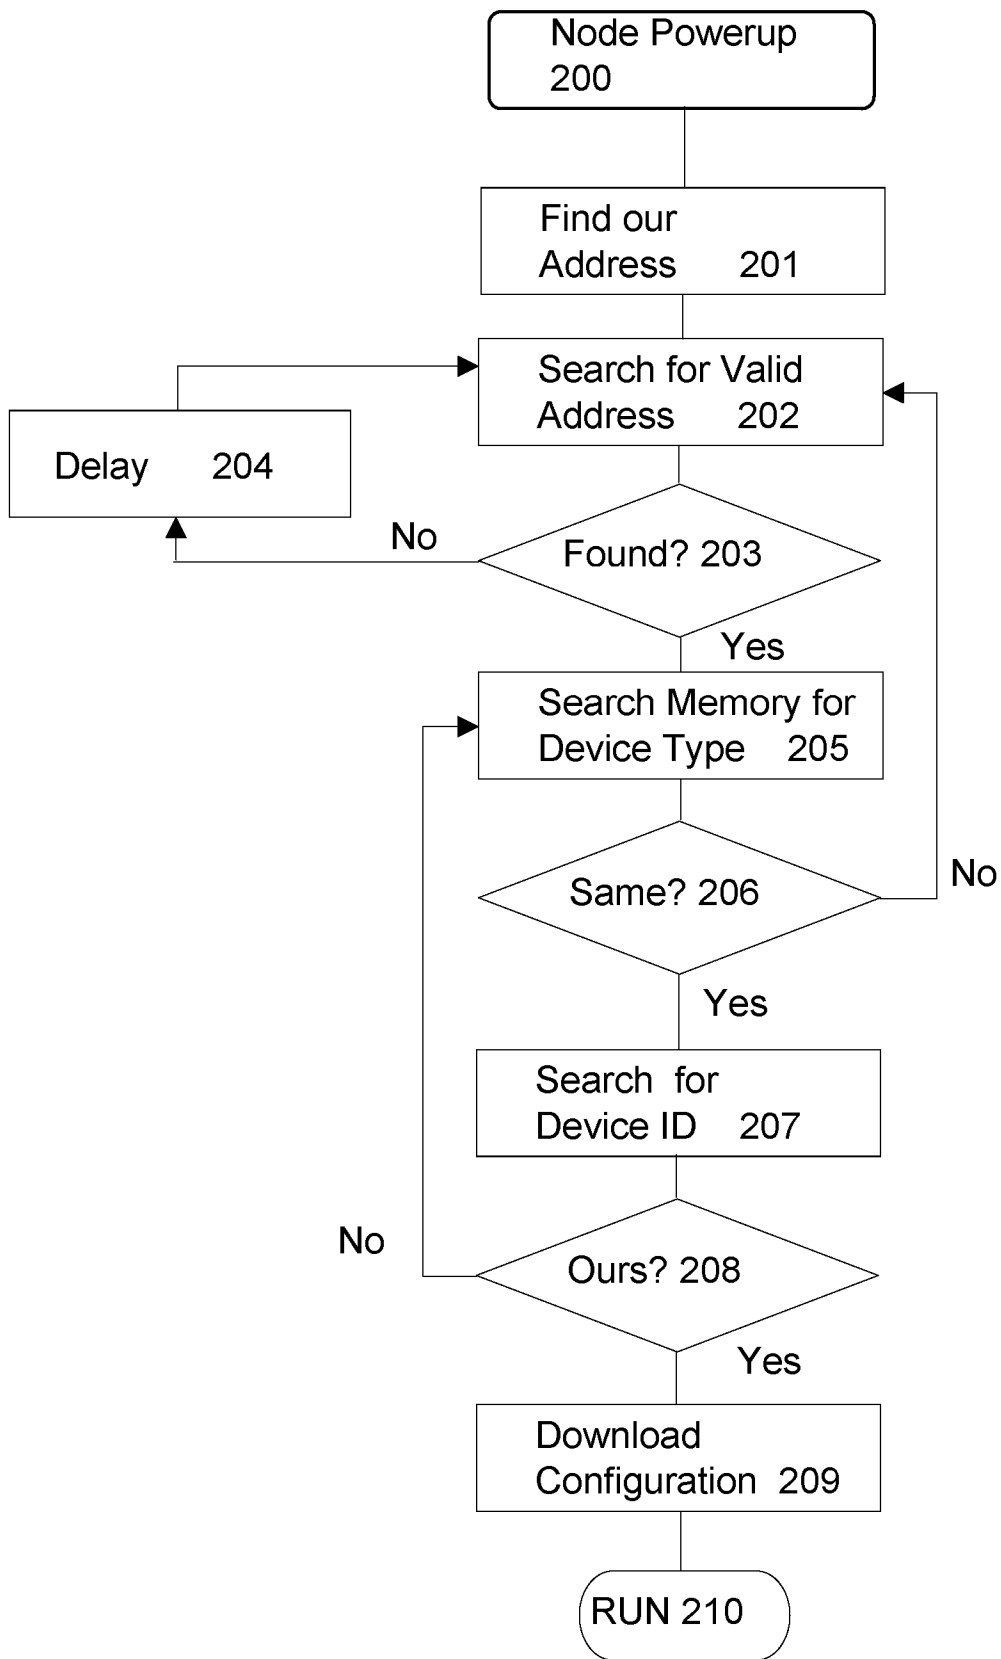 Node Powerup
200
Find our
Address 201
Search for Valid
Address 202
Delay 204
No
Found? 203
Yes
Search Memory for
Device Type 205
Same? 206
No
Yes
Search for
Device ID 207
No
Ours? 208
Yes
Download
Configuration 209
RUN 210